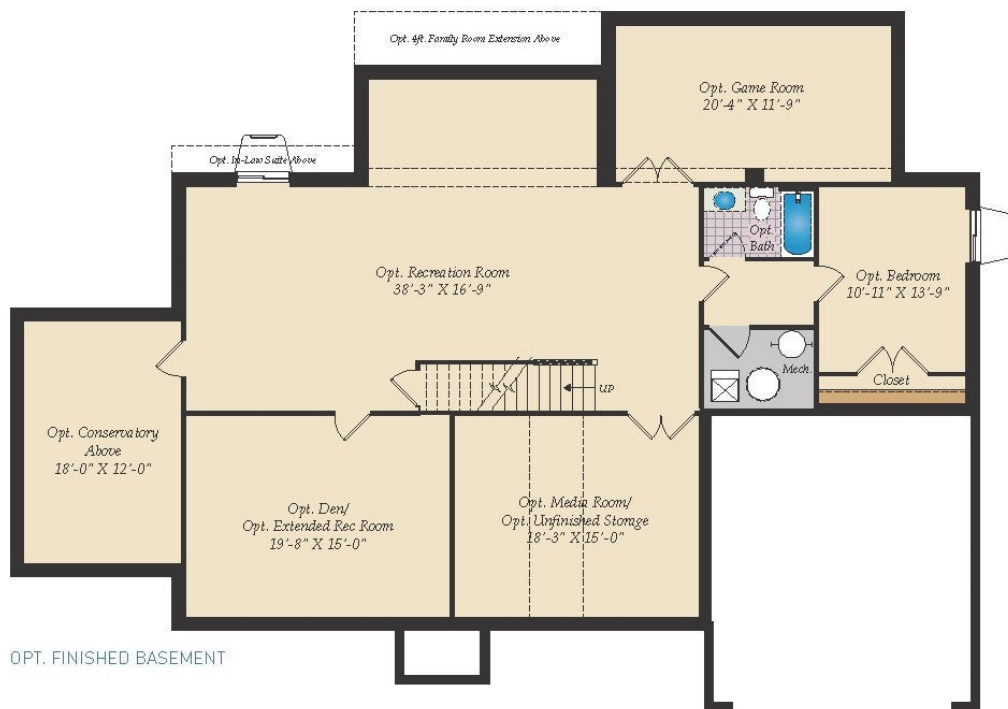 Opt. 4ft. Family Room Extension Above
Opt. Game Room
20'-4" X 11'-9"
Opt. In-Law Suite Above
Opt.
Bath
Opt. Recreation Room
38'-3" X 16'-9"
Opt. Bedroom
10'-11" X 13'-9"
Mech.
Closet
UP
Opt. Conservatory
Above
18'-0" X 12'-0"
Opt. Den/
Opt. Extended Rec Room
19'-8" X 15'-0"
Opt. Media Room/
Opt. Unfinished Storage
18'-3" X 15'-0"
OPT. FINISHED BASEMENT